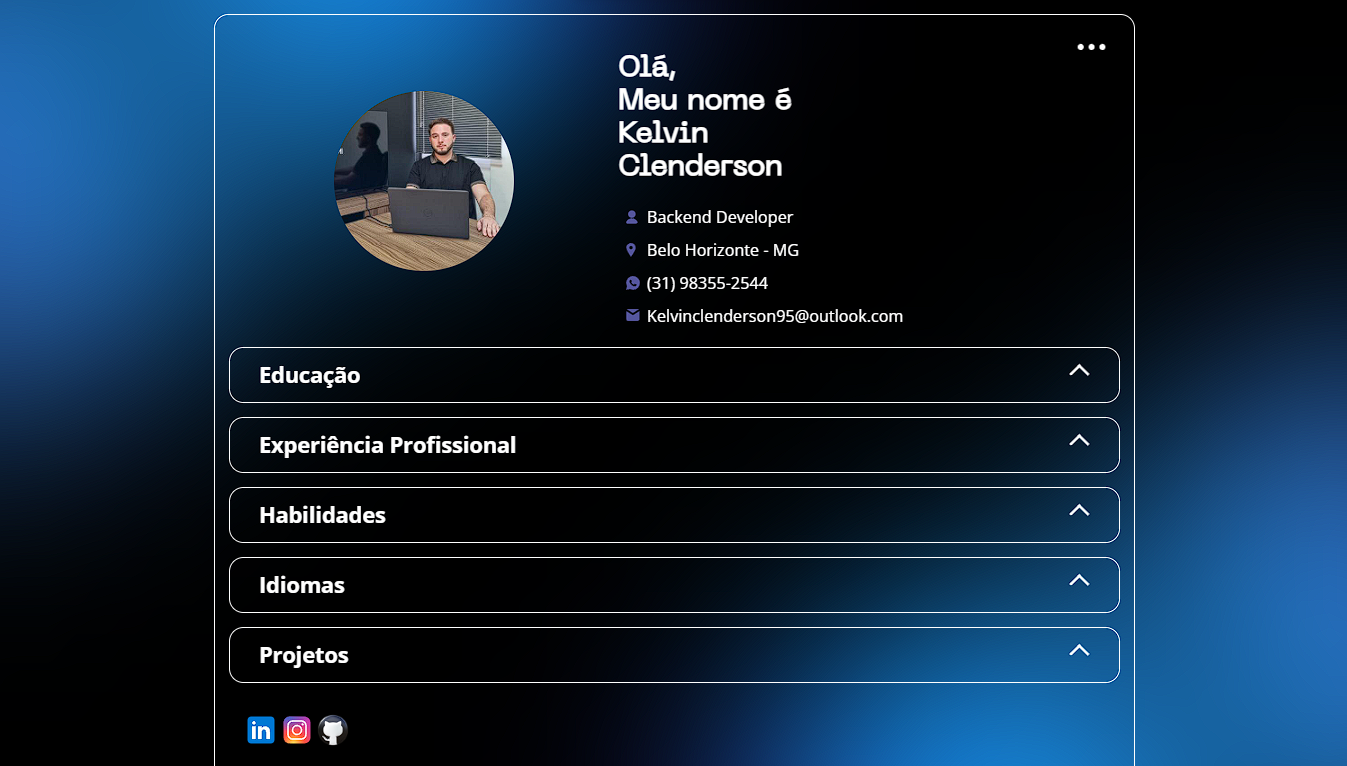 Olá,
Meu nome é
Kelvin
Clenderson
Backend Developer
Belo Horizonte - MG
(31) 98355-2544
Kelvinclenderson95@outlook.com
Educação
Experiência Profissional
Habilidades
Idiomas
Projetos
in